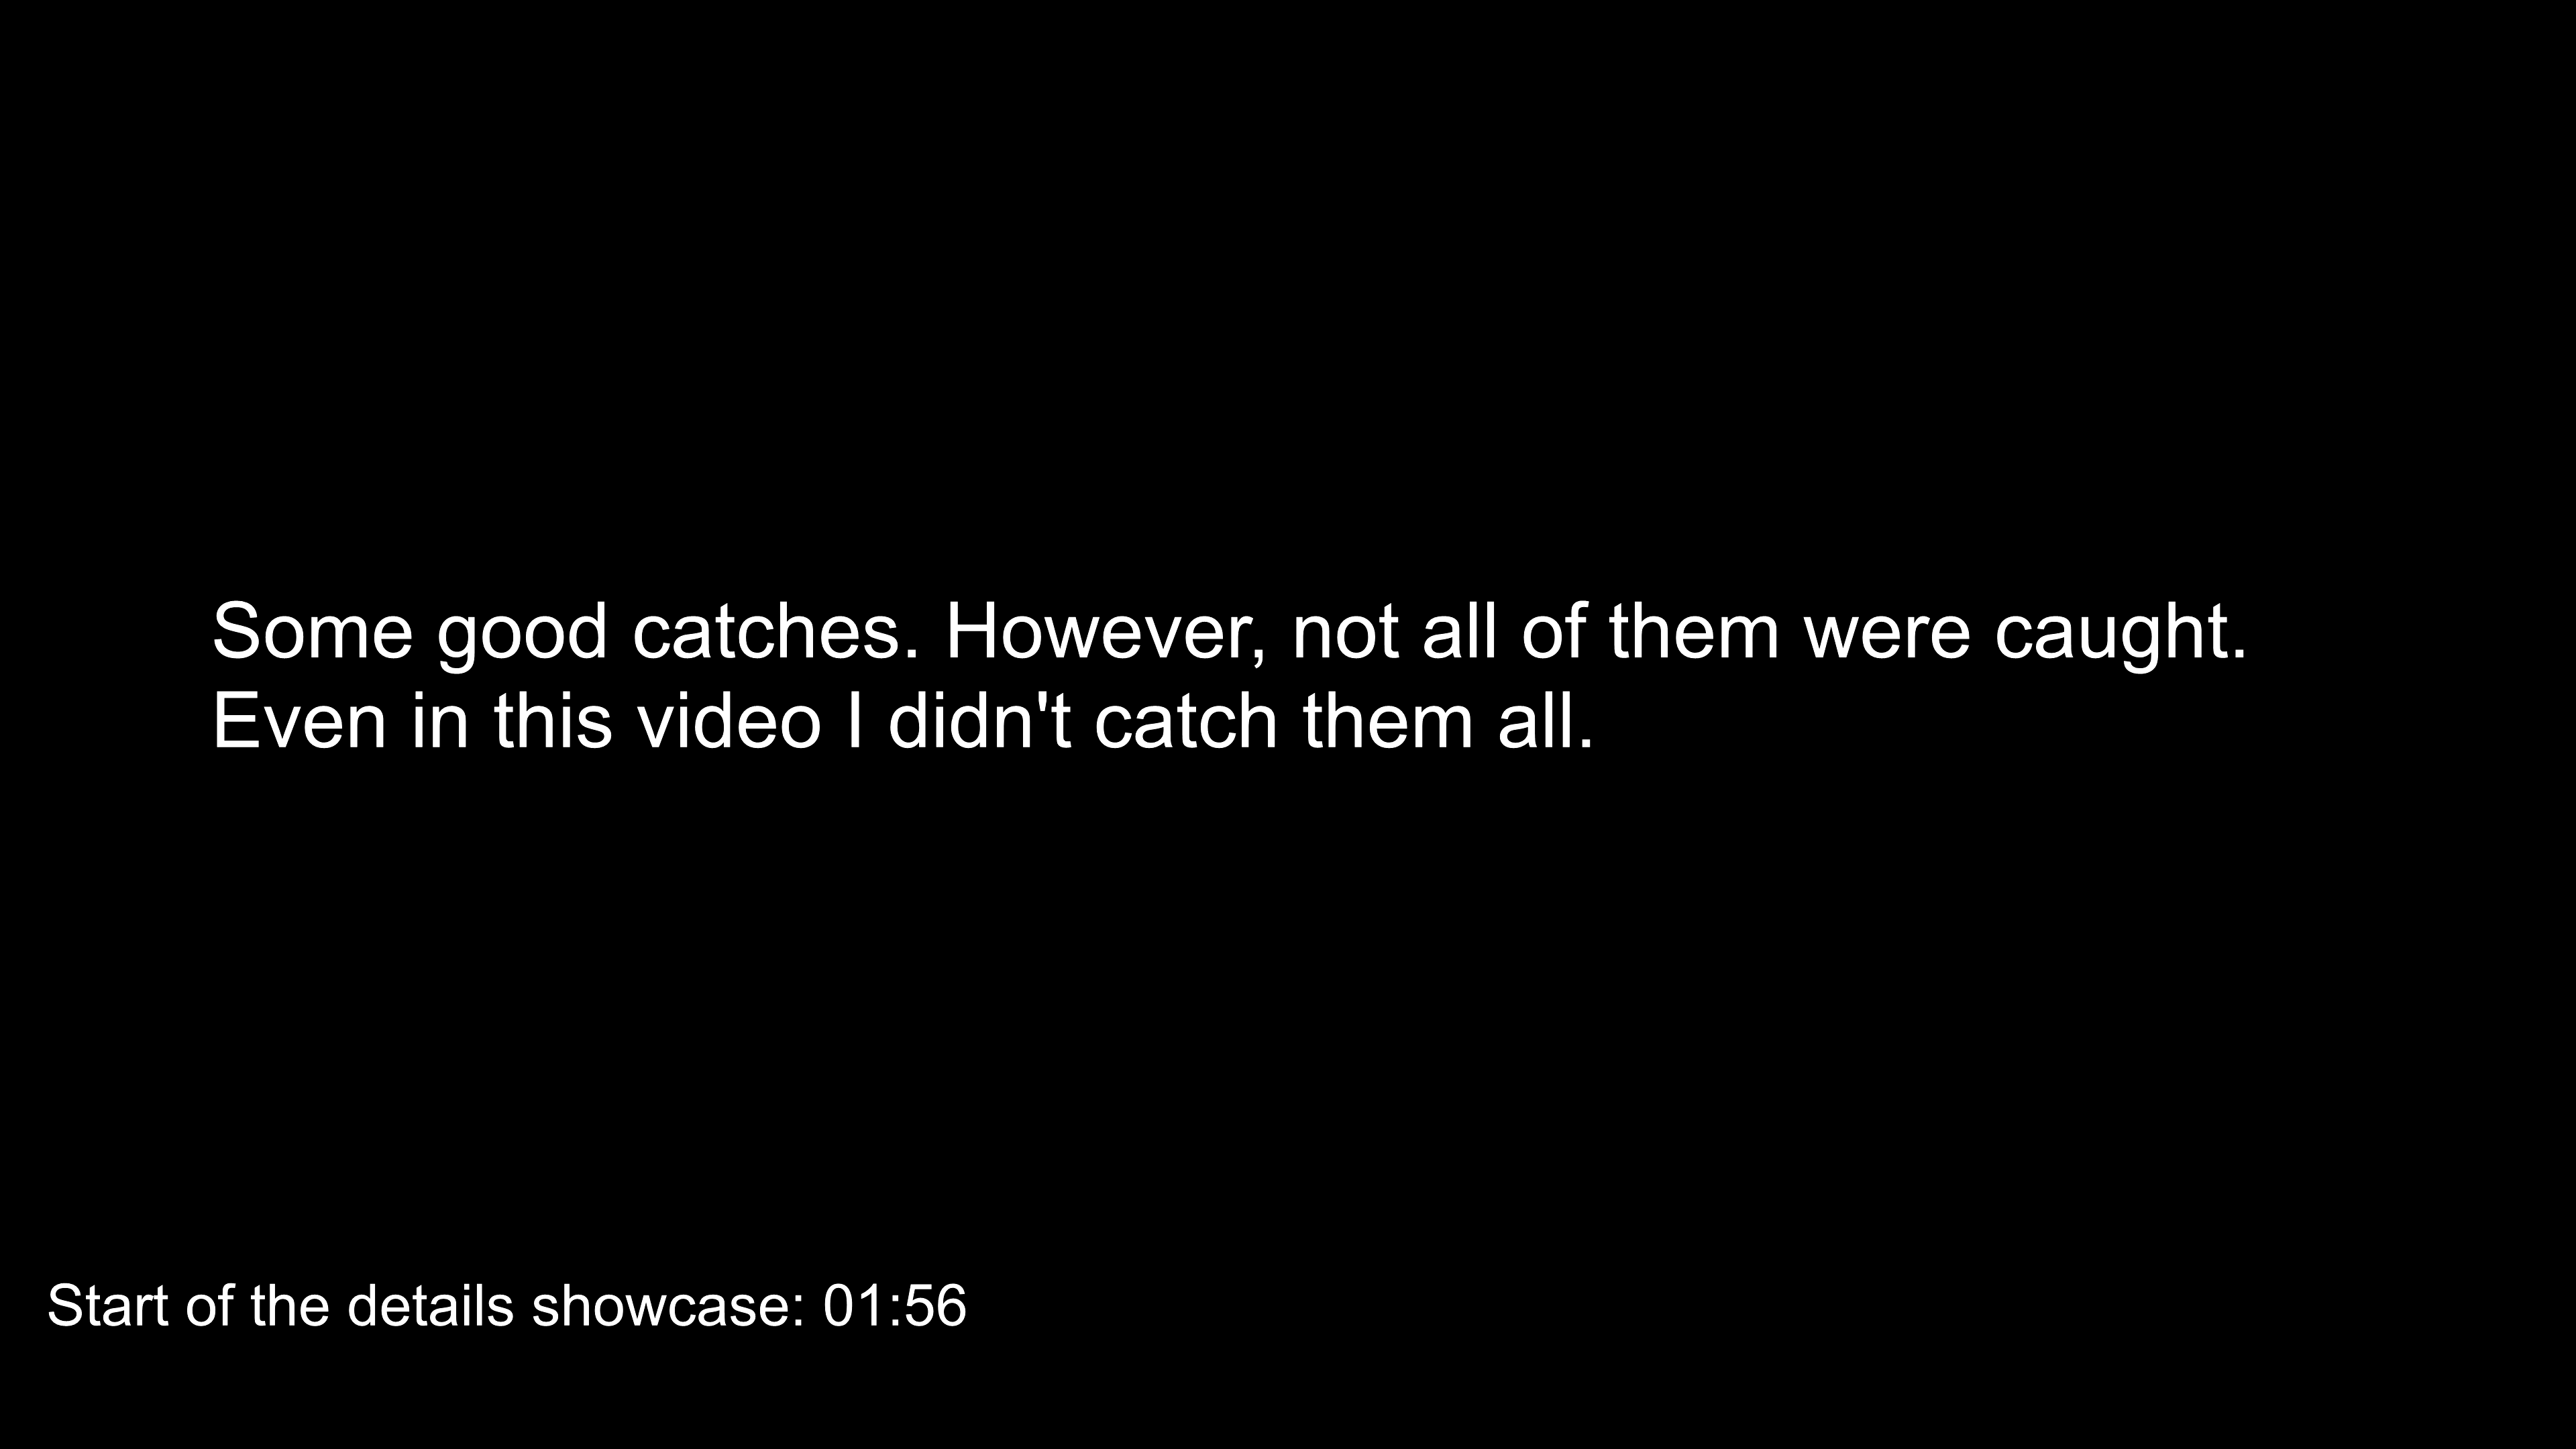 Some good catches. However, not all of them were caught.
Even in this video I didn't catch them all.
Start of the details showcase: 01:56